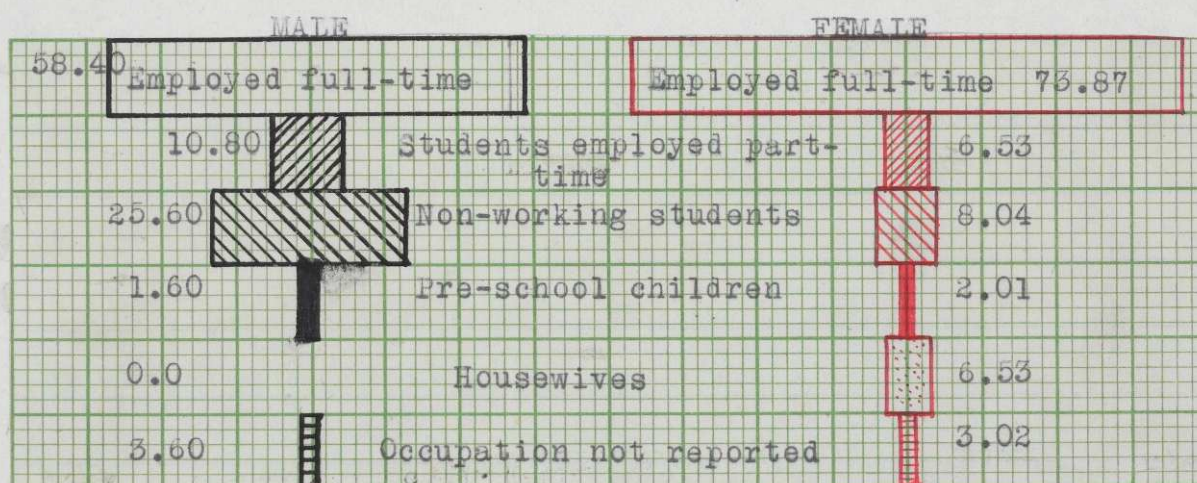 MALE FEMALE
58.40 Employed full-time Employed full-time 73.87
10.80 Students employed part- 6.53
time
25.60 Non-working students 8.04
1.60 Pre-school children 2.01
0.0 Housewives 6.53
3.60 Occupation not reported 3.02